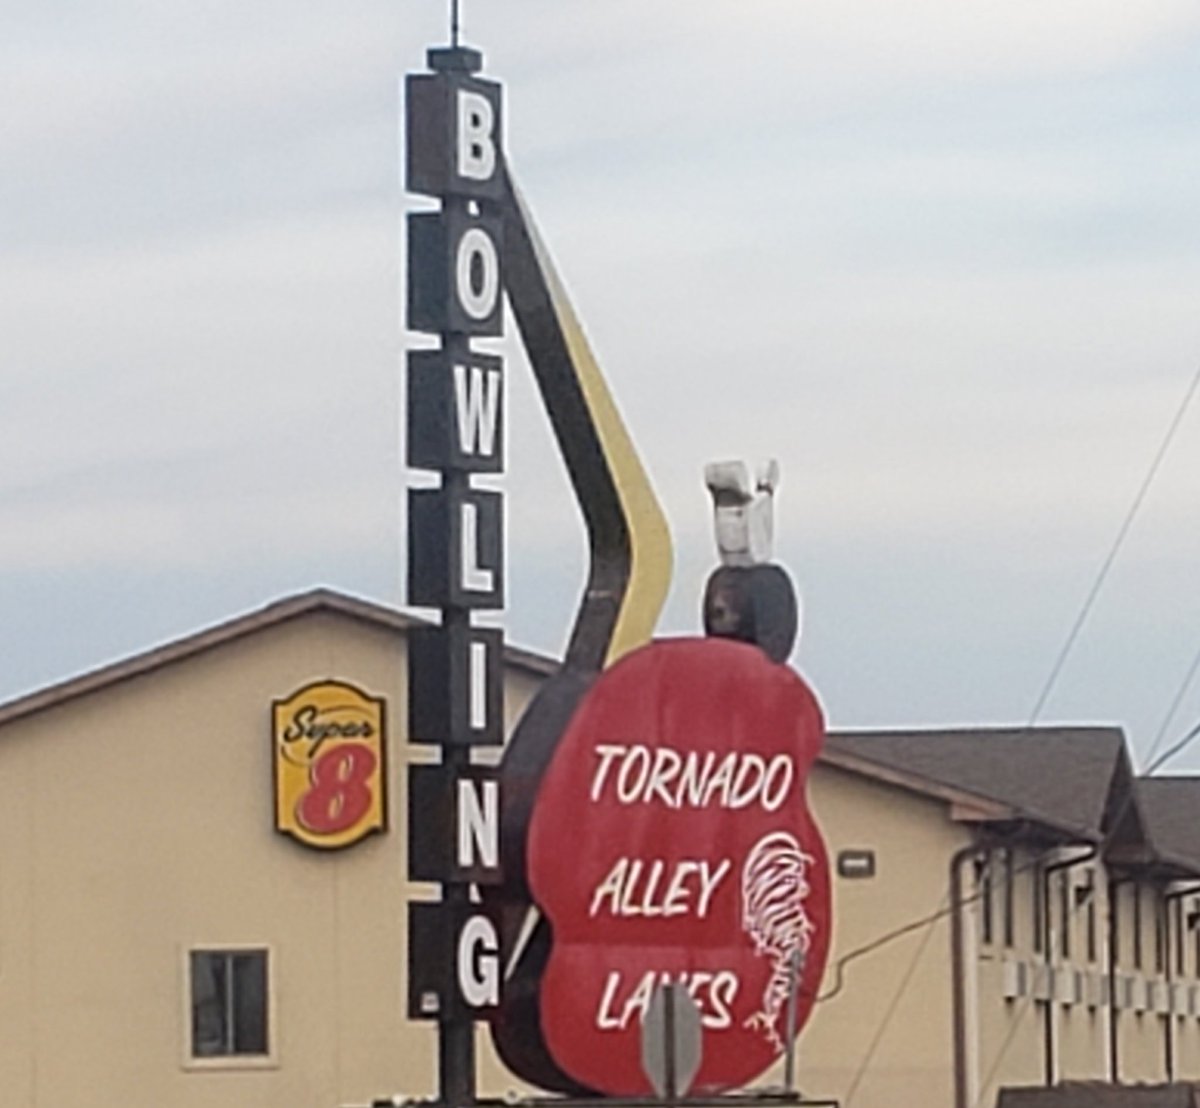 BOWLING
Super
8
TORNADO
ALLEY
LANES